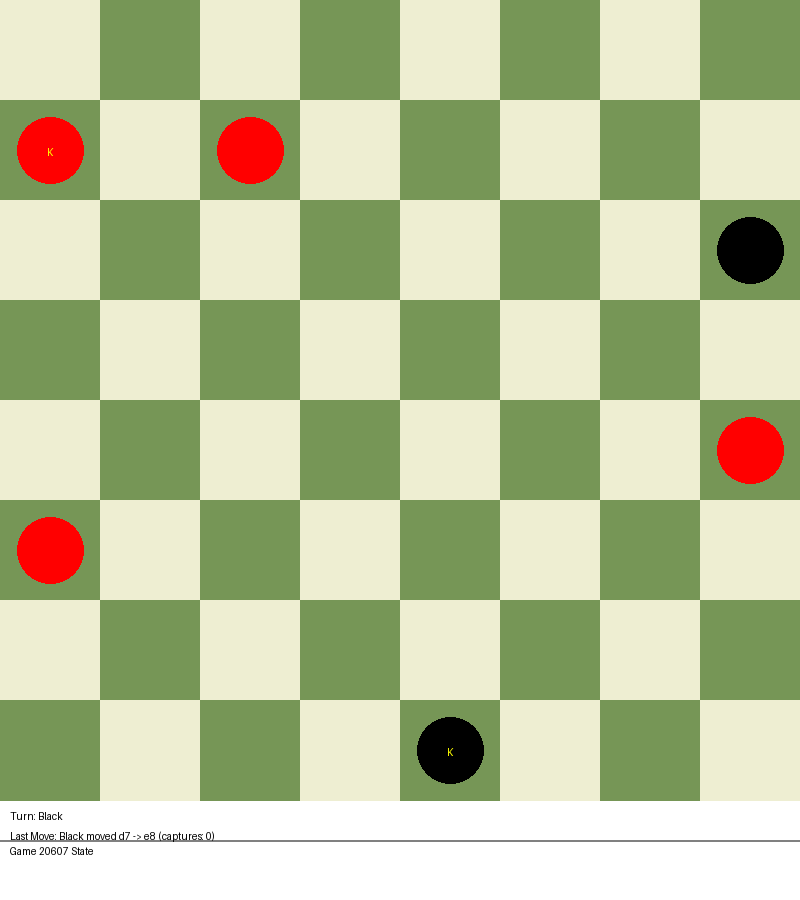 K
K
Turn: Black
Last Move: Black moved d7 -> e8 (captures: 0)
Game 20607 State